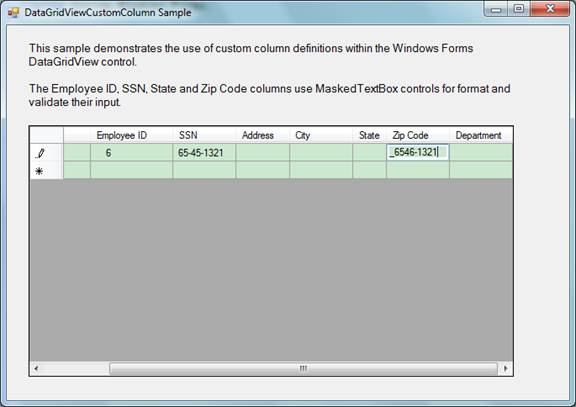 DataGridViewCustomColumn Sample
This sample demonstrates the use of custom column definitions within the Windows Forms
DataGridView control.
The Employee ID, SSN, State and Zip Code columns use MaskedTextBox controls for format and
validate their input.
Employee ID SSN Address City State Zip Code Department
6 65-45-1321 _6546-1321